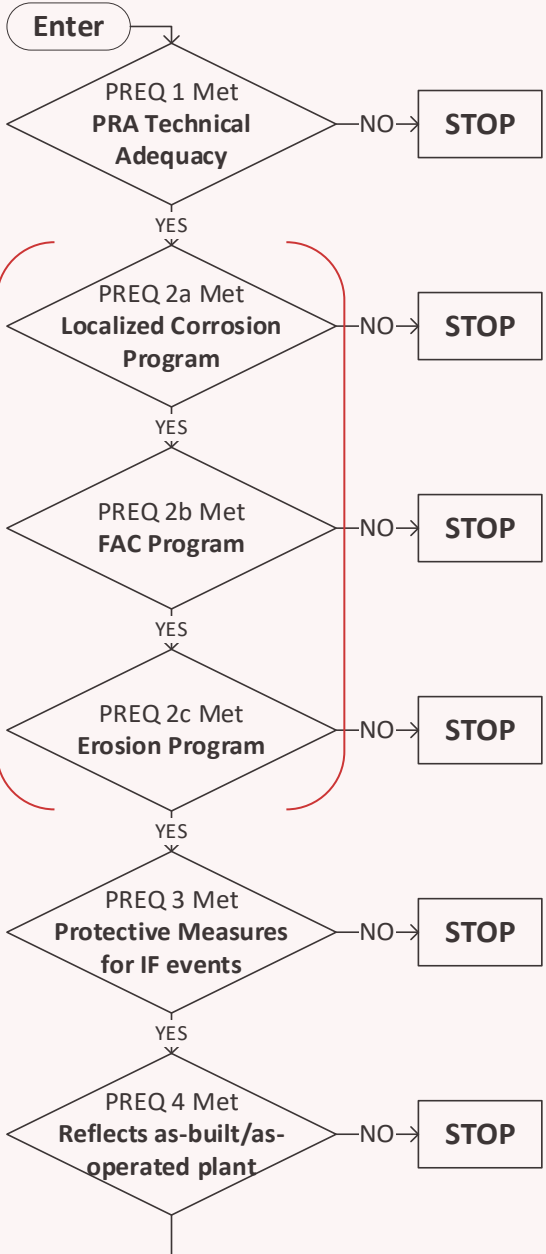 Enter
PREQ 1 Met
PRA Technical
Adequacy
NO
STOP
YES
PREQ 2a Met
Localized Corrosion
Program
NO
STOP
YES
PREQ 2b Met
FAC Program
NO
STOP
YES
PREQ 2c Met
Erosion Program
NO
STOP
YES
PREQ 3 Met
Protective Measures
for IF events
NO
STOP
YES
PREQ 4 Met
Reflects as-built/as-
operated plant
NO
STOP